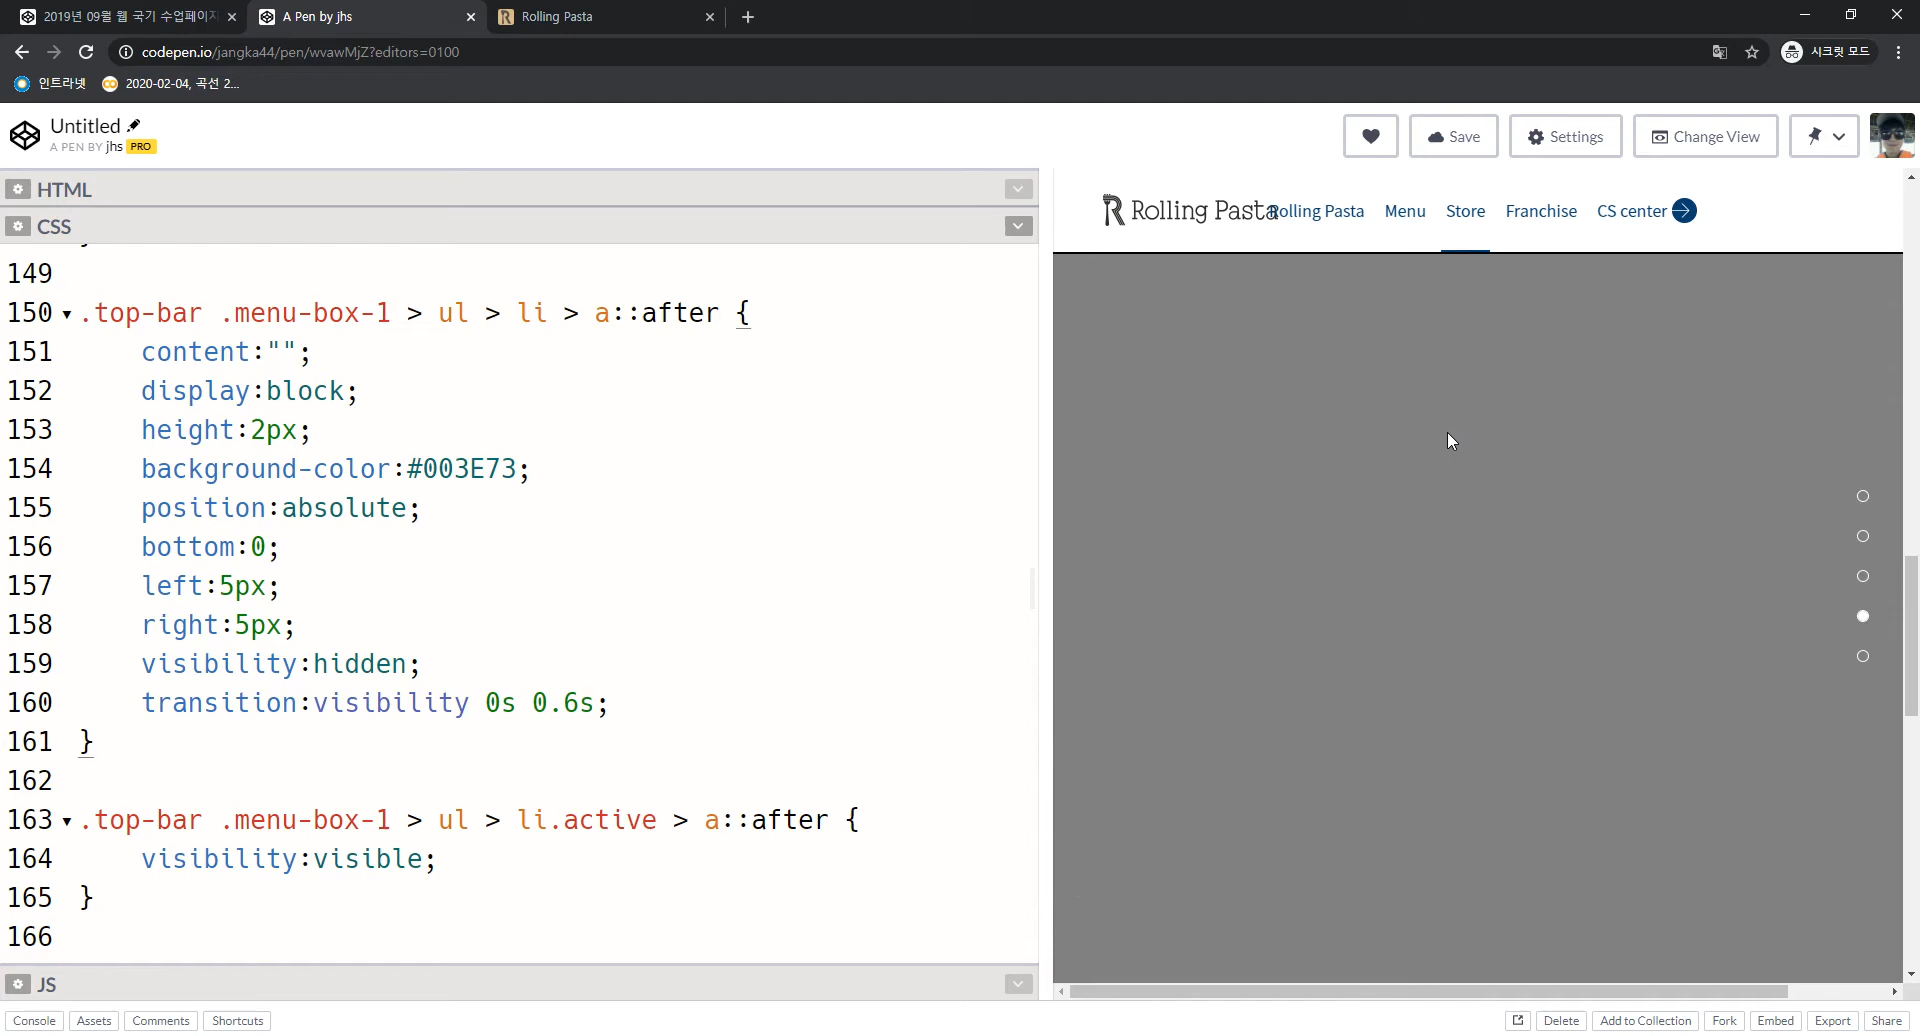 2019년 09월 웹 국기 수업페이지
A Pen by jhs
Rolling Pasta
codepen.io/jangka44/pen/wvawMjZ?editors=0100
시크릿 모드
인트라넷
2020-02-04, 곡선 2...
Untitled
A PEN BY jhs PRO
Save
Settings
Change View
HTML
CSS
149
150 .top-bar .menu-box-1 > ul > li > a::after {
151 content:"";
152 display:block;
153 height:2px;
154 background-color:#003E73;
155 position:absolute;
156 bottom:0;
157 left:5px;
158 right:5px;
159 visibility:hidden;
160 transition:visibility 0s 0.6s;
161 }
162
163 .top-bar .menu-box-1 > ul > li.active > a::after {
164 visibility:visible;
165 }
166
JS
Rolling Pasta
Rolling Pasta Menu Store Franchise CS center
Console Assets Comments Shortcuts
Delete Add to Collection Fork Embed Export Share